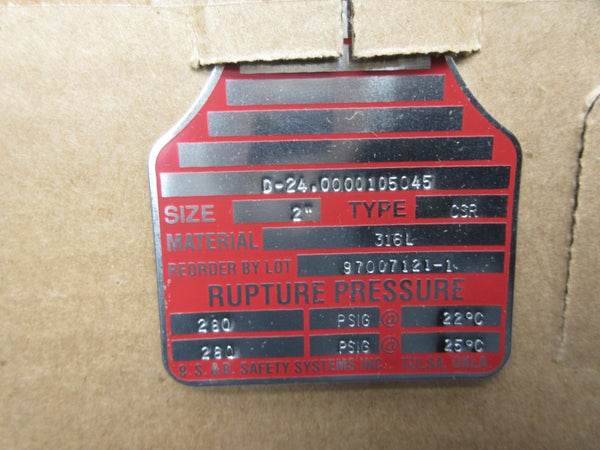 D-24.0000105045
SIZE 2" TYPE CSR
MATERIAL 316L
REORDER BY LOT 97007121-1
RUPTURE PRESSURE
280 PSIG @ 22°C
280 PSIG @ 25°C
B. S. & B. SAFETY SYSTEMS INC., TULSA, OKLA.